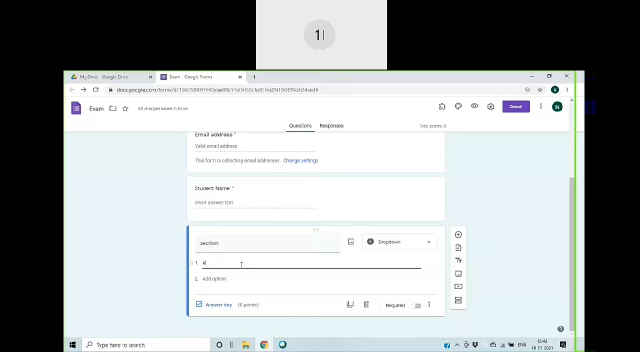 1
My Drive - Google Drive
Exam - Google Forms
Exam
All changes saved in Drive
Send
N
Questions
Responses
Total points: 0
Email address *
Valid email address
This form is collecting email addresses. Change settings
Student Name *
Short answer text
section
Dropdown
1. A
2. Add option
Answer key (0 points)
Required
Type here to search